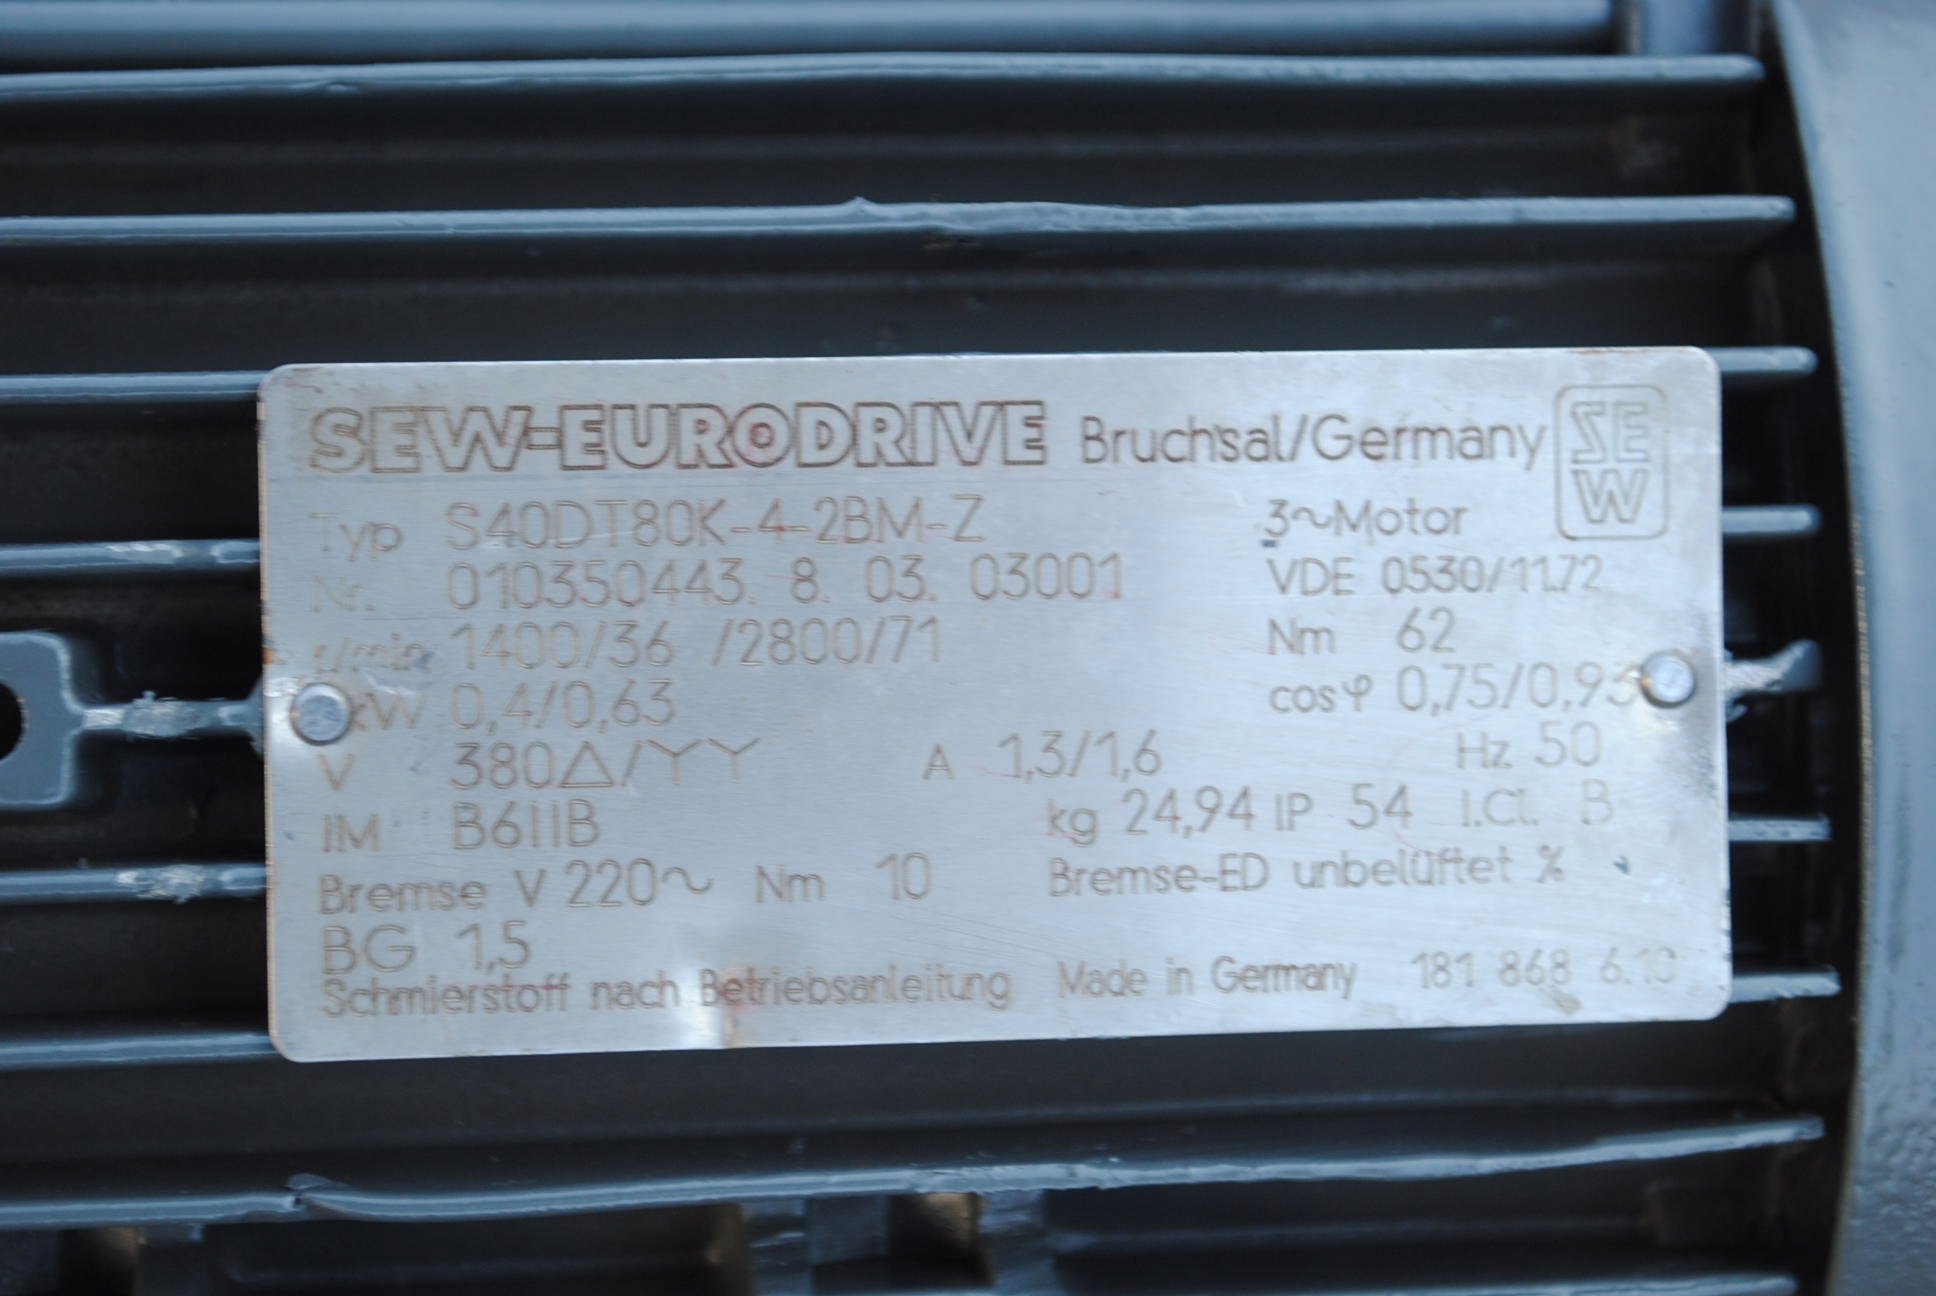 SEW-EURODRIVE Bruchsal/Germany SEW
Typ S40DT80K-4-2BM-Z 3~Motor
Nr. 010350443. 8. 03. 03001 VDE 0530/11.72
r/min 1400/36 /2800/71 Nm 62
kW 0,4/0,63 cosφ 0,75/0,93
V 380Δ/YY A 1,3/1,6 Hz 50
IM B6IIB kg 24,94 IP 54 I.Cl. B
Bremse V 220~ Nm 10 Bremse-ED unbelüftet %
BG 1,5
Schmierstoff nach Betriebsanleitung Made in Germany 181 868 6.10